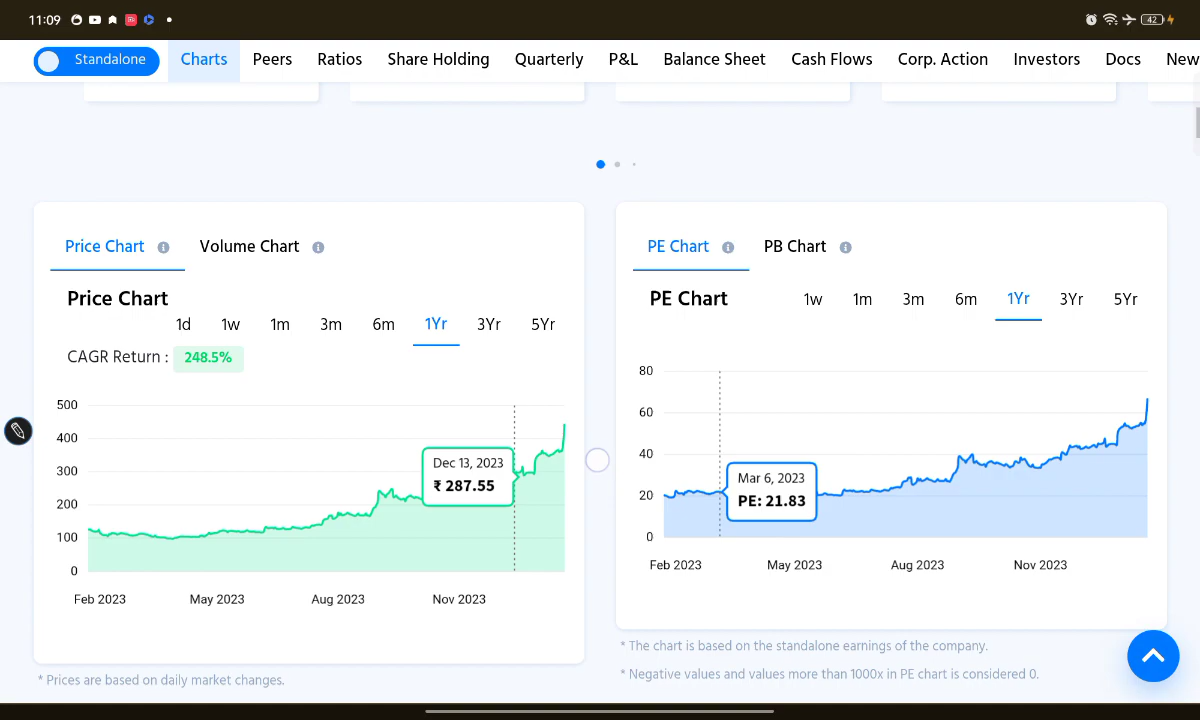 11:09
42
Standalone Charts Peers Ratios Share Holding Quarterly P&L Balance Sheet Cash Flows Corp. Action Investors Docs New
Price Chart Volume Chart
Price Chart
1d 1w 1m 3m 6m 1Yr 3Yr 5Yr
CAGR Return : 248.5%
500
400
300
200
100
0
Dec 13, 2023
₹ 287.55
Feb 2023 May 2023 Aug 2023 Nov 2023
* Prices are based on daily market changes.
PE Chart PB Chart
PE Chart 1w 1m 3m 6m 1Yr 3Yr 5Yr
80
60
40
20
0
Mar 6, 2023
PE: 21.83
Feb 2023 May 2023 Aug 2023 Nov 2023
* The chart is based on the standalone earnings of the company.
* Negative values and values more than 1000x in PE chart is considered 0.